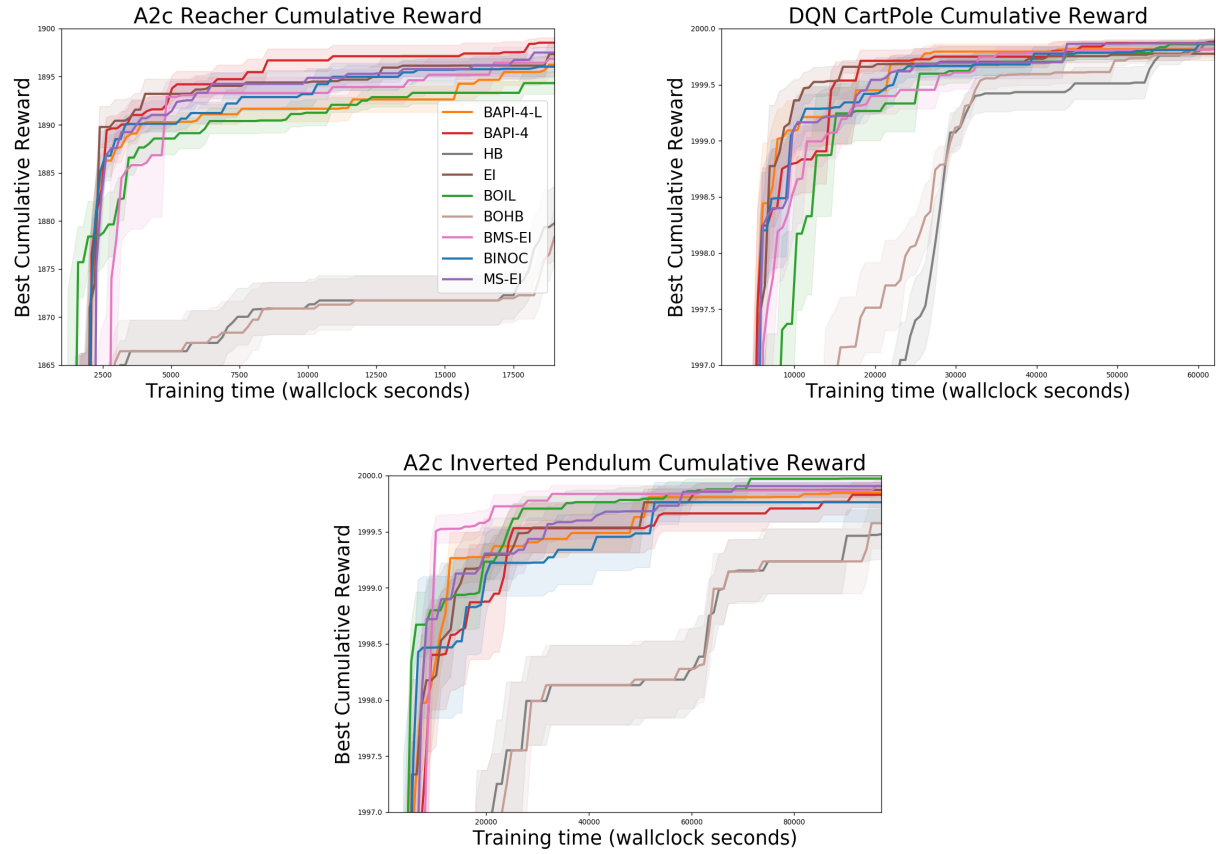 A2c Reacher Cumulative Reward
Best Cumulative Reward
1900
1895
1890
1885
1880
1875
1870
1865
2500
5000
7500
10000
12500
15000
17500
Training time (wallclock seconds)
BAPI-4-L
BAPI-4
HB
EI
BOIL
BOHB
BMS-EI
BINOC
MS-EI
DQN CartPole Cumulative Reward
Best Cumulative Reward
2000.0
1999.5
1999.0
1998.5
1998.0
1997.5
1997.0
10000
20000
30000
40000
50000
60000
Training time (wallclock seconds)
A2c Inverted Pendulum Cumulative Reward
Best Cumulative Reward
2000.0
1999.5
1999.0
1998.5
1998.0
1997.5
1997.0
20000
40000
60000
80000
Training time (wallclock seconds)